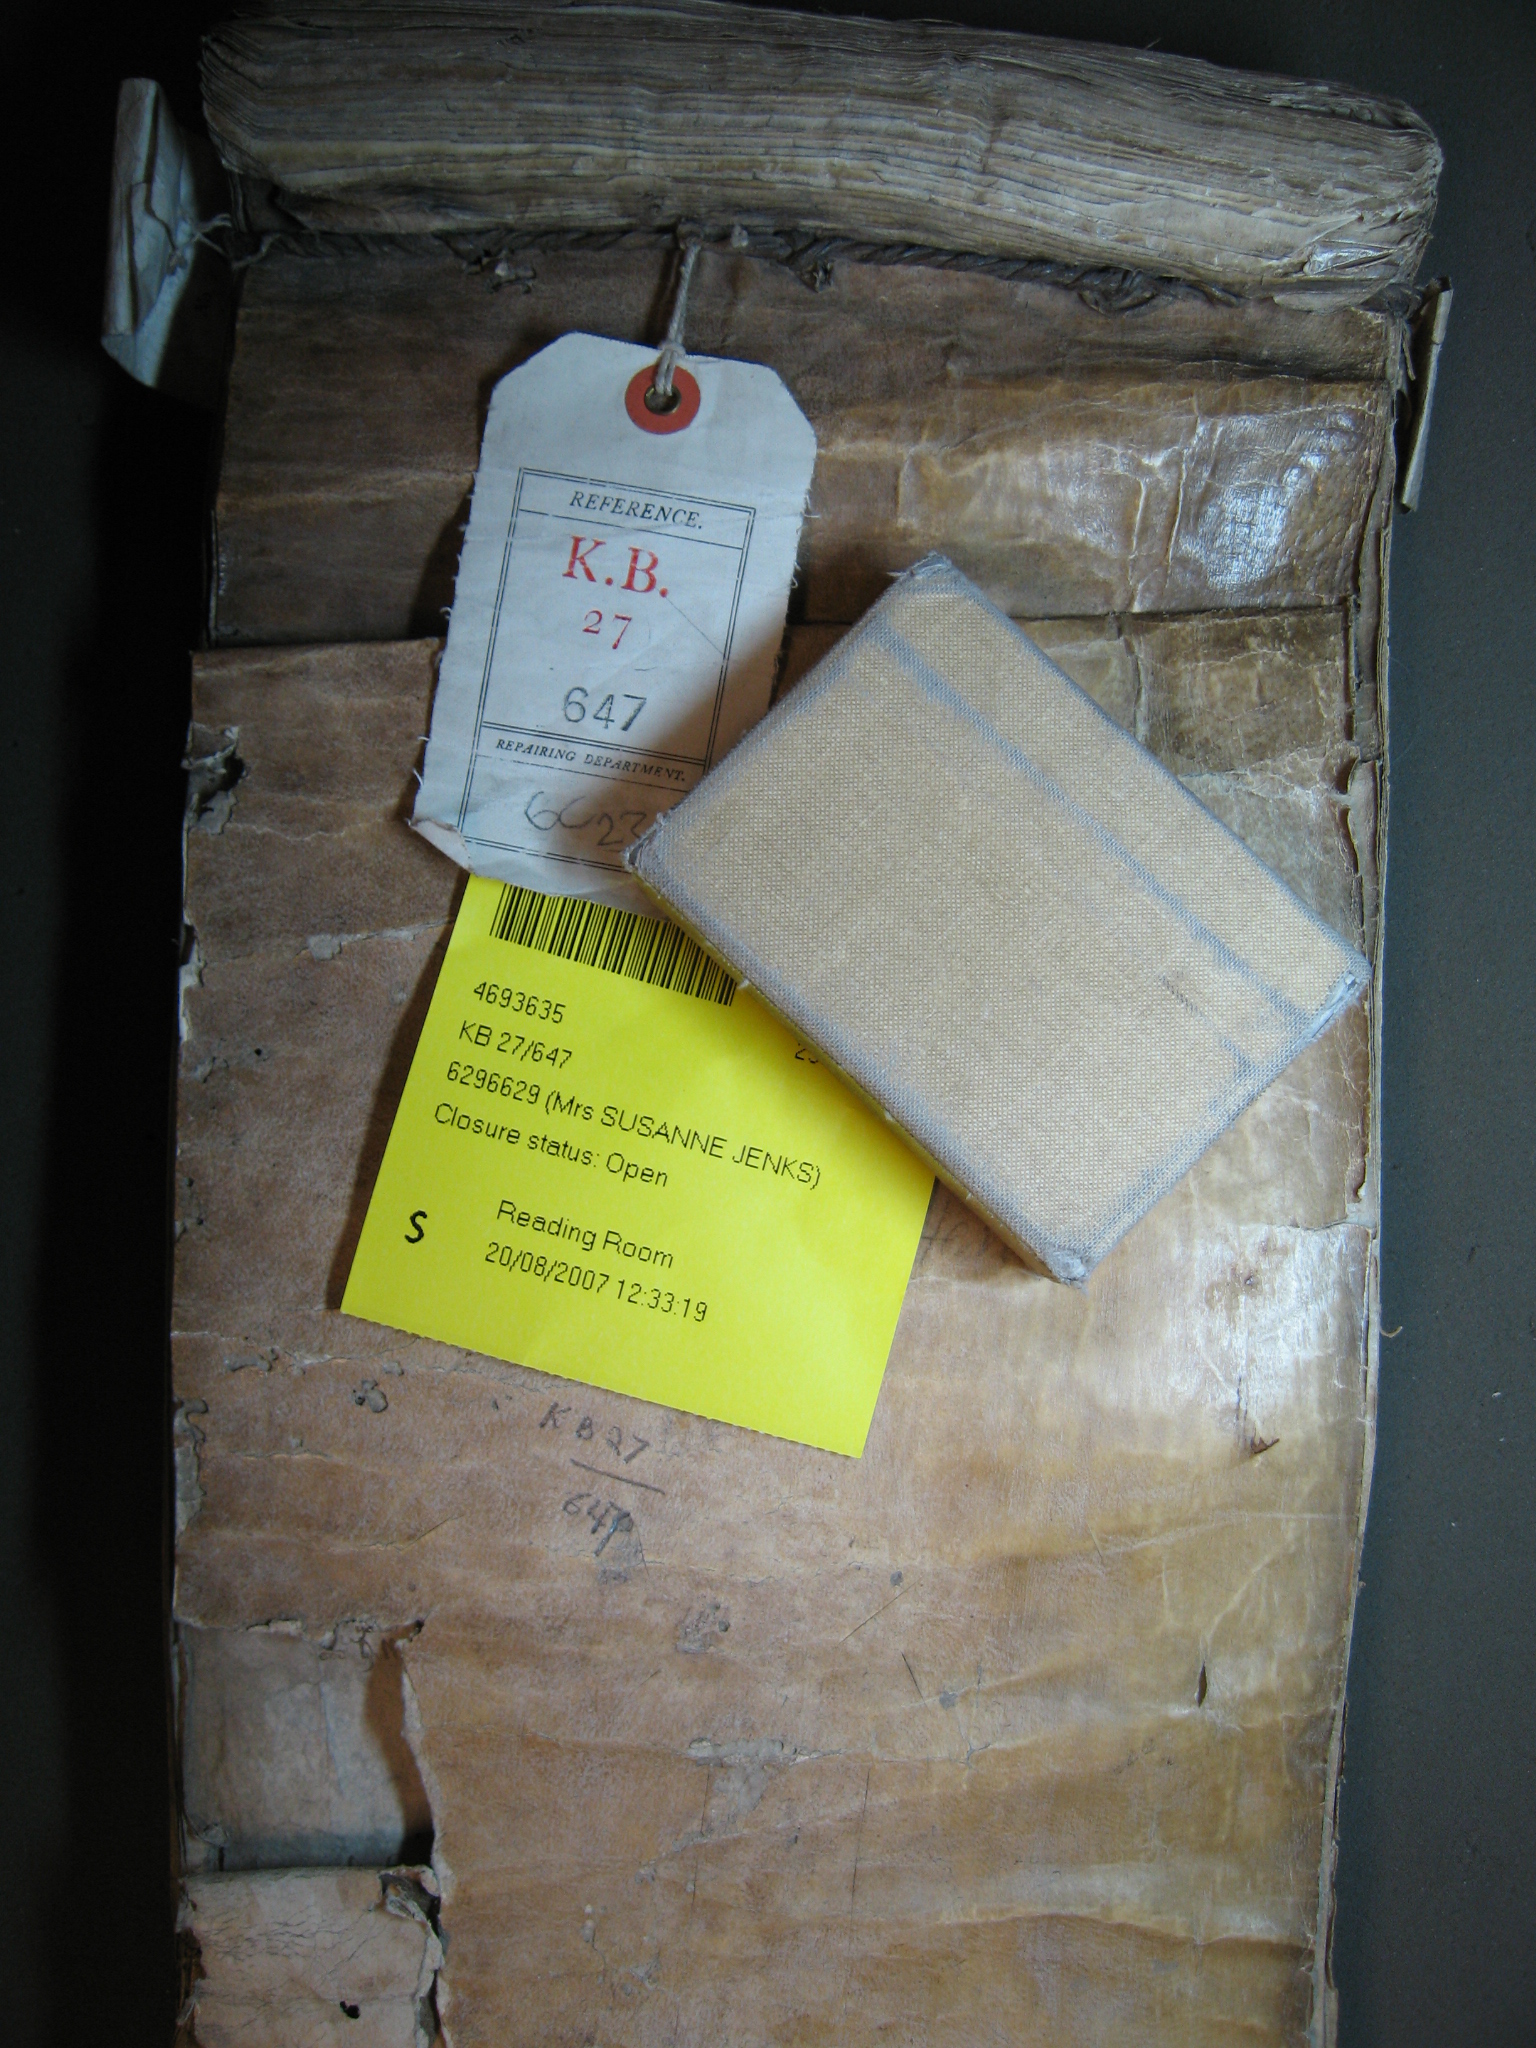 REFERENCE.
K.B.
27
647
REPAIRING DEPARTMENT.
4693635
KB 27/647
6296629 (Mrs SUSANNE JENKS)
Closure status: Open
S
Reading Room
20/08/2007 12:33:19
KB 27
647